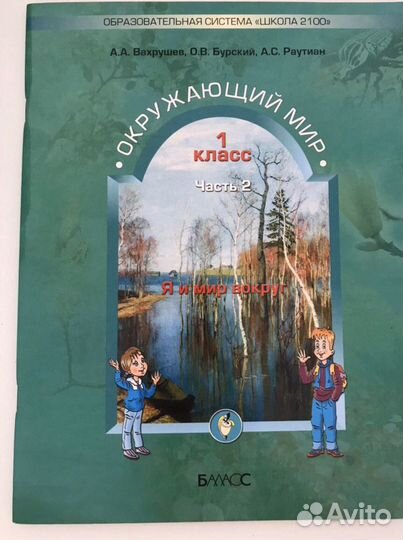 ОБРАЗОВАТЕЛЬНАЯ СИСТЕМА «ШКОЛА 2100»
А.А. Вахрушев, О.В. Бурский, А.С. Раутиан
• ОКРУЖАЮЩИЙ МИР •
1
класс
Часть 2
Я и мир вокруг
БАЛАСС
Avito